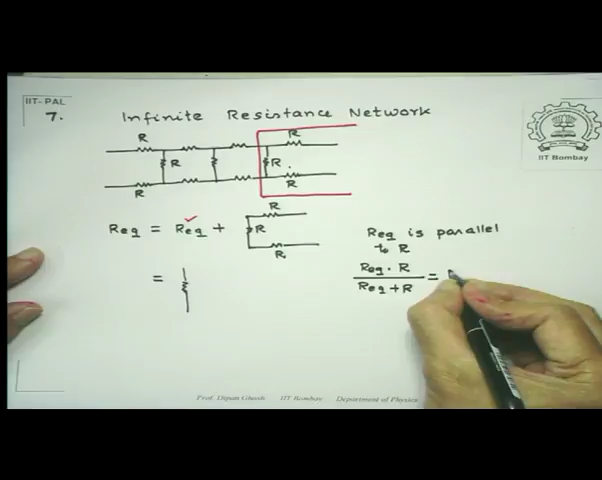 IIT-PAL
7. Infinite Resistance Network
IIT Bombay
R R
R R
R R
Req = Req + R R R
Req is parallel
to R
=
Req · R / Req + R =
Prof. Dipan Ghosh IIT Bombay Department of Physics